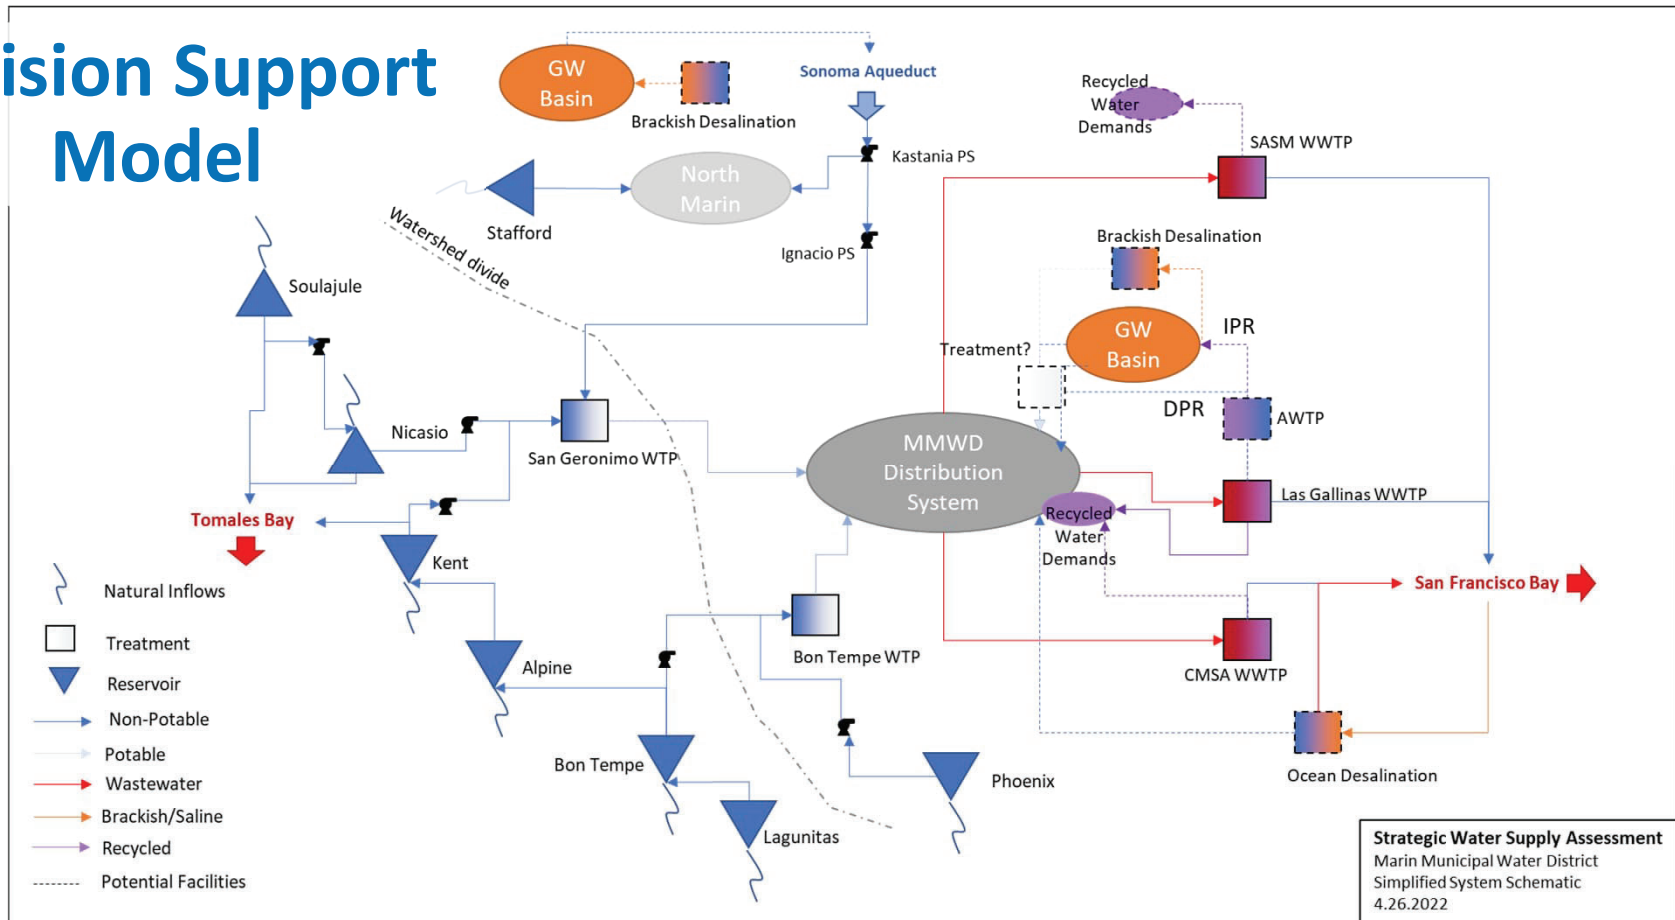 ision Support
Model
GW
Basin
Brackish Desalination
Sonoma Aqueduct
Kastania PS
North
Marin
Stafford
Ignacio PS
Watershed divide
Recycled
Water
Demands
SASM WWTP
Brackish Desalination
GW
Basin
IPR
Treatment?
DPR
AWTP
Soulajule
Nicasio
San Geronimo WTP
MMWD
Distribution
System
Las Gallinas WWTP
Recycled
Water
Demands
Tomales Bay
Kent
San Francisco Bay
Alpine
Bon Tempe WTP
CMSA WWTP
Bon Tempe
Phoenix
Ocean Desalination
Lagunitas
Natural Inflows
Treatment
Reservoir
Non-Potable
Potable
Wastewater
Brackish/Saline
Recycled
Potential Facilities
Strategic Water Supply Assessment
Marin Municipal Water District
Simplified System Schematic
4.26.2022